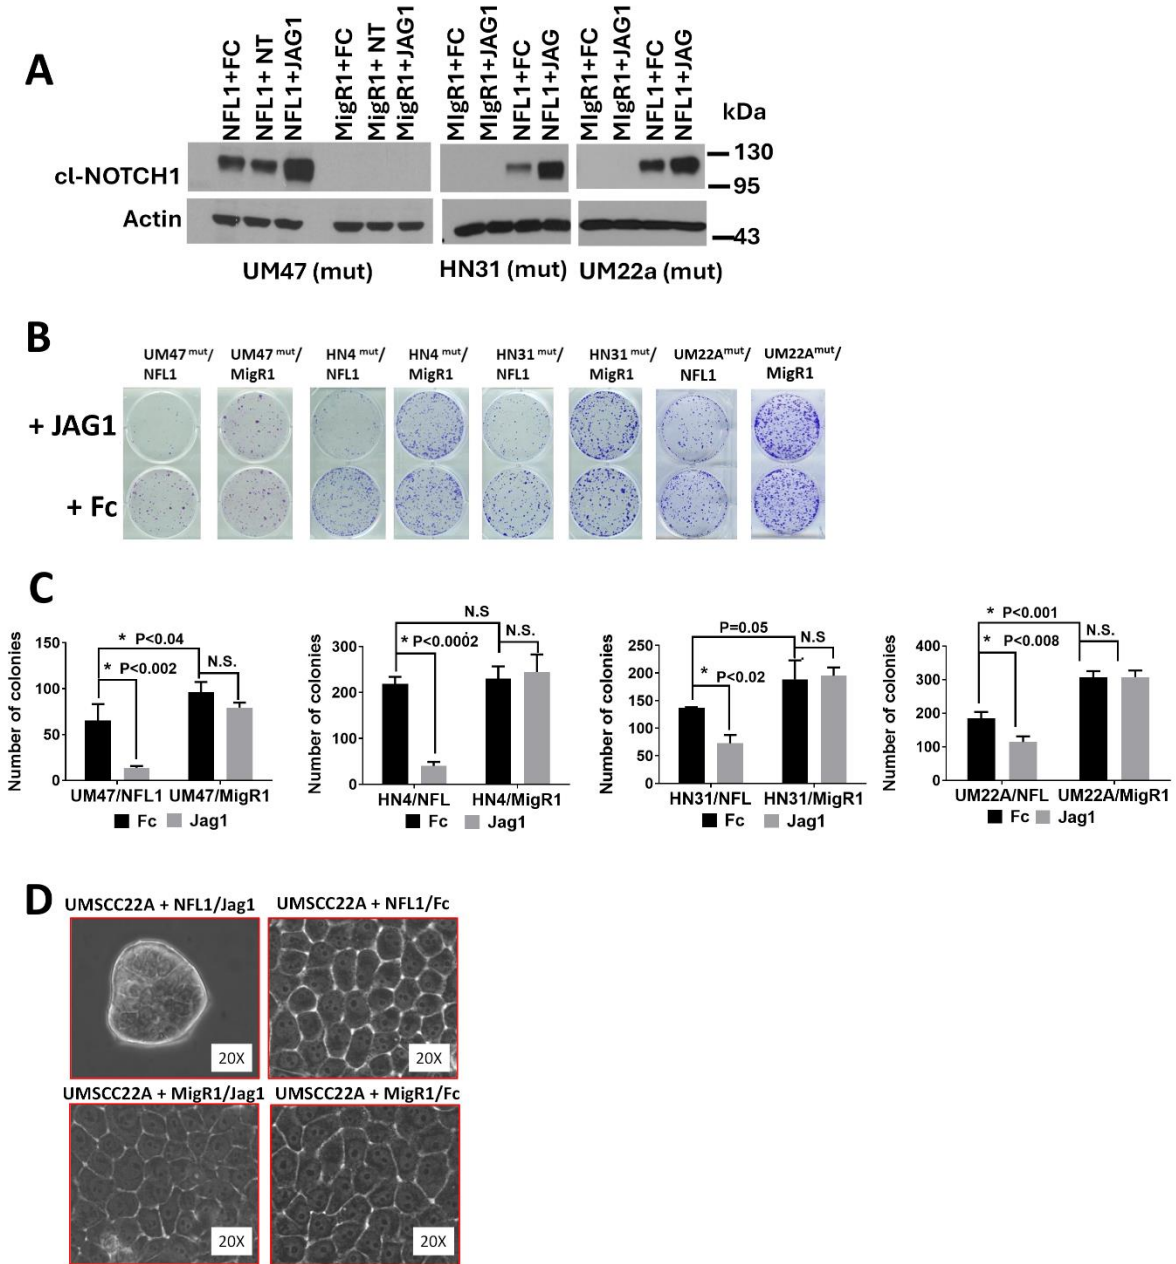 A
NFL1+FC
NFL1+ NT
NFL1+JAG1
MigR1+FC
MigR1+ NT
MigR1+JAG1
MIgR1+FC
MigR1+JAG1
NFL1+FC
NFL1+JAG
MIgR1+FC
MigR1+JAG1
NFL1+FC
NFL1+JAG
kDa
cl-NOTCH1
130
95
Actin
43
UM47 (mut)
HN31 (mut)
UM22a (mut)
B
UM47 mut/ NFL1
UM47 mut/ MigR1
HN4 mut/ NFL1
HN4 mut/ MigR1
HN31 mut/ NFL1
HN31 mut/ MigR1
UM22Amut/ NFL1
UM22Amut/ MigR1
+ JAG1
+ Fc
C
Number of colonies
150
100
50
0
* P<0.04
* P<0.002
N.S.
UM47/NFL1 UM47/MigR1
Fc Jag1
Number of colonies
300
200
100
0
N.S
* P<0.0002
N.S.
HN4/NFL HN4/MigR1
Fc Jag1
Number of colonies
250
200
150
100
50
0
P=0.05
* P<0.02
N.S
HN31/NFL HN31/MigR1
Fc Jag1
Number of colonies
400
300
200
100
0
* P<0.001
* P<0.008
N.S.
UM22A/NFL UM22A/MigR1
Fc Jag1
D
UMSCC22A + NFL1/Jag1
UMSCC22A + NFL1/Fc
20X
20X
UMSCC22A + MigR1/Jag1
UMSCC22A + MigR1/Fc
20X
20X